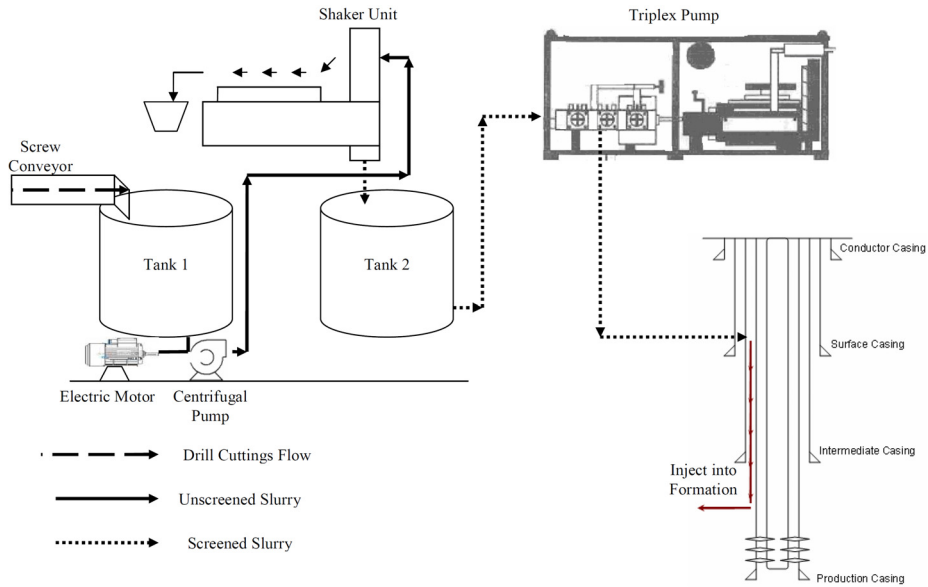 Shaker Unit
Triplex Pump
Screw
Conveyor
Tank 1
Tank 2
Conductor Casing
Surface Casing
Electric Motor
Centrifugal
Pump
Drill Cuttings Flow
Unscreened Slurry
Screened Slurry
Intermediate Casing
Inject into
Formation
Production Casing